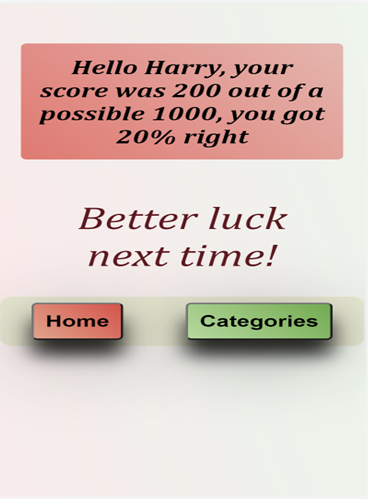 Hello Harry, your
score was 200 out of a
possible 1000, you got
20% right
Better luck
next time!
Home
Categories